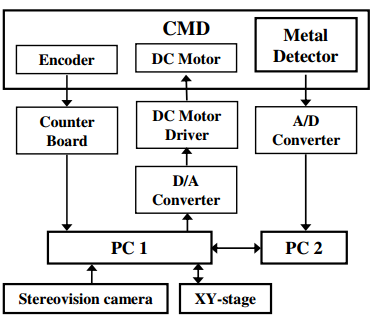 CMD
Encoder
DC Motor
Metal
Detector
Counter
Board
DC Motor
Driver
A/D
Converter
D/A
Converter
PC 1
PC 2
Stereovision camera
XY-stage